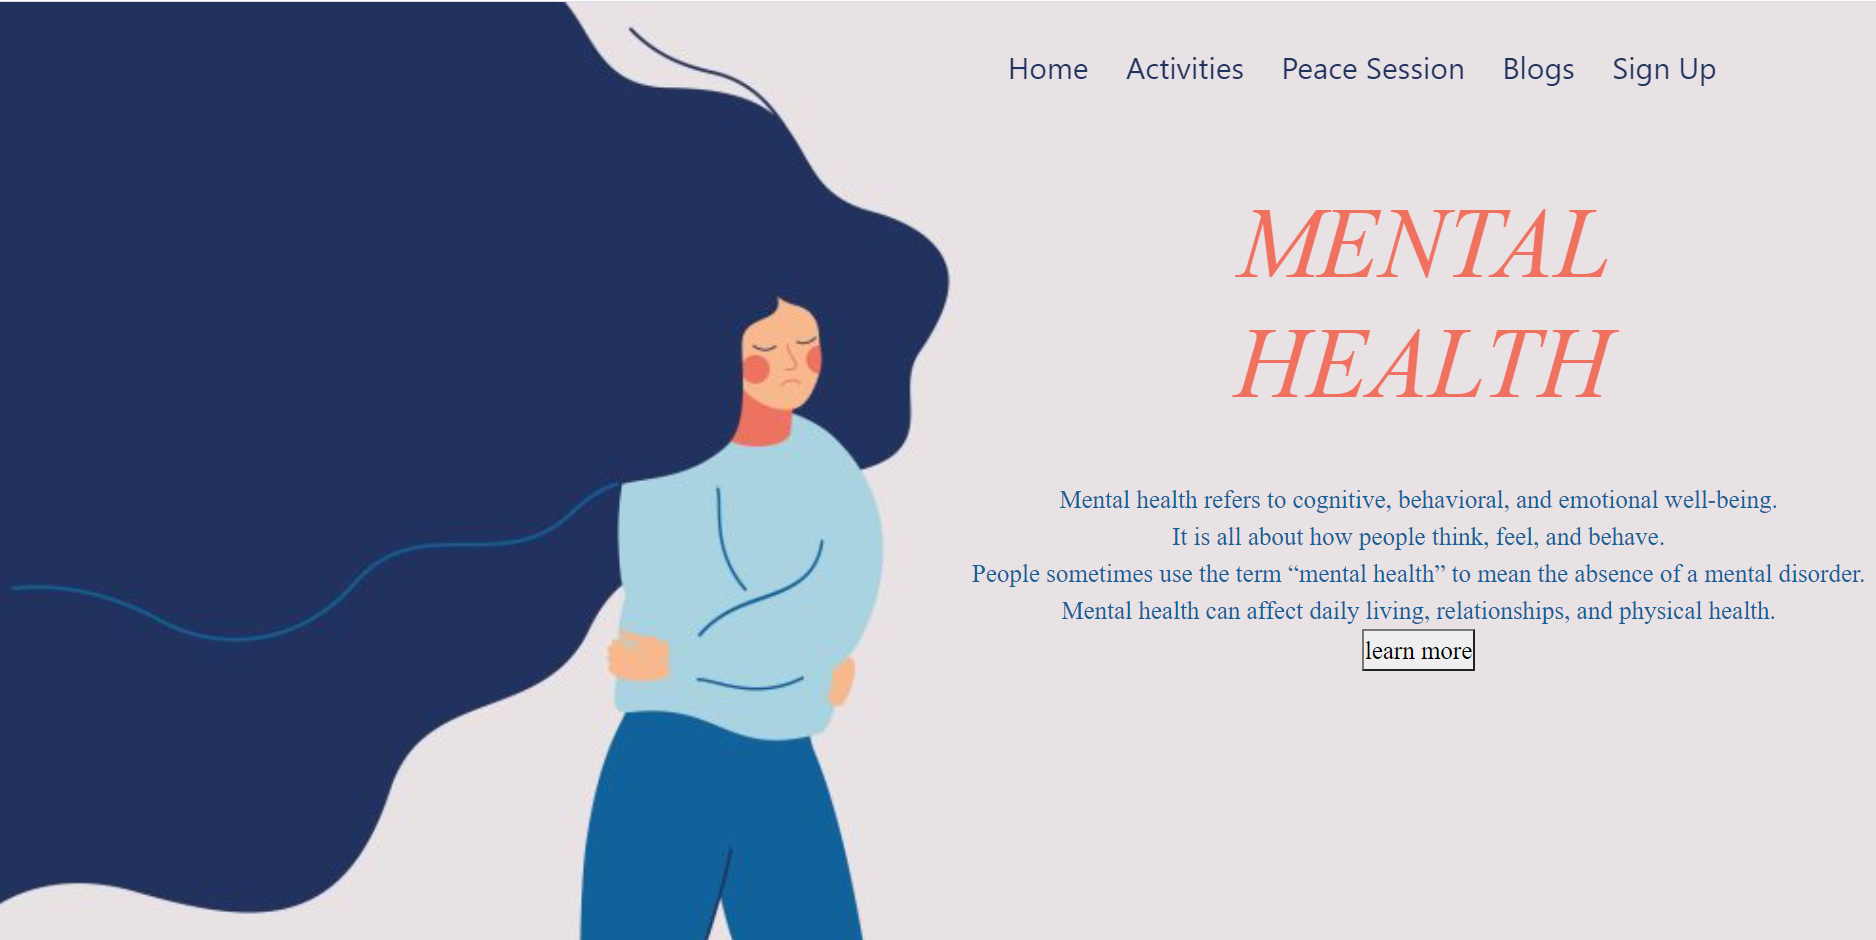 Home Activities Peace Session Blogs Sign Up
MENTAL
HEALTH
Mental health refers to cognitive, behavioral, and emotional well-being.
It is all about how people think, feel, and behave.
People sometimes use the term “mental health” to mean the absence of a mental disorder.
Mental health can affect daily living, relationships, and physical health.
learn more